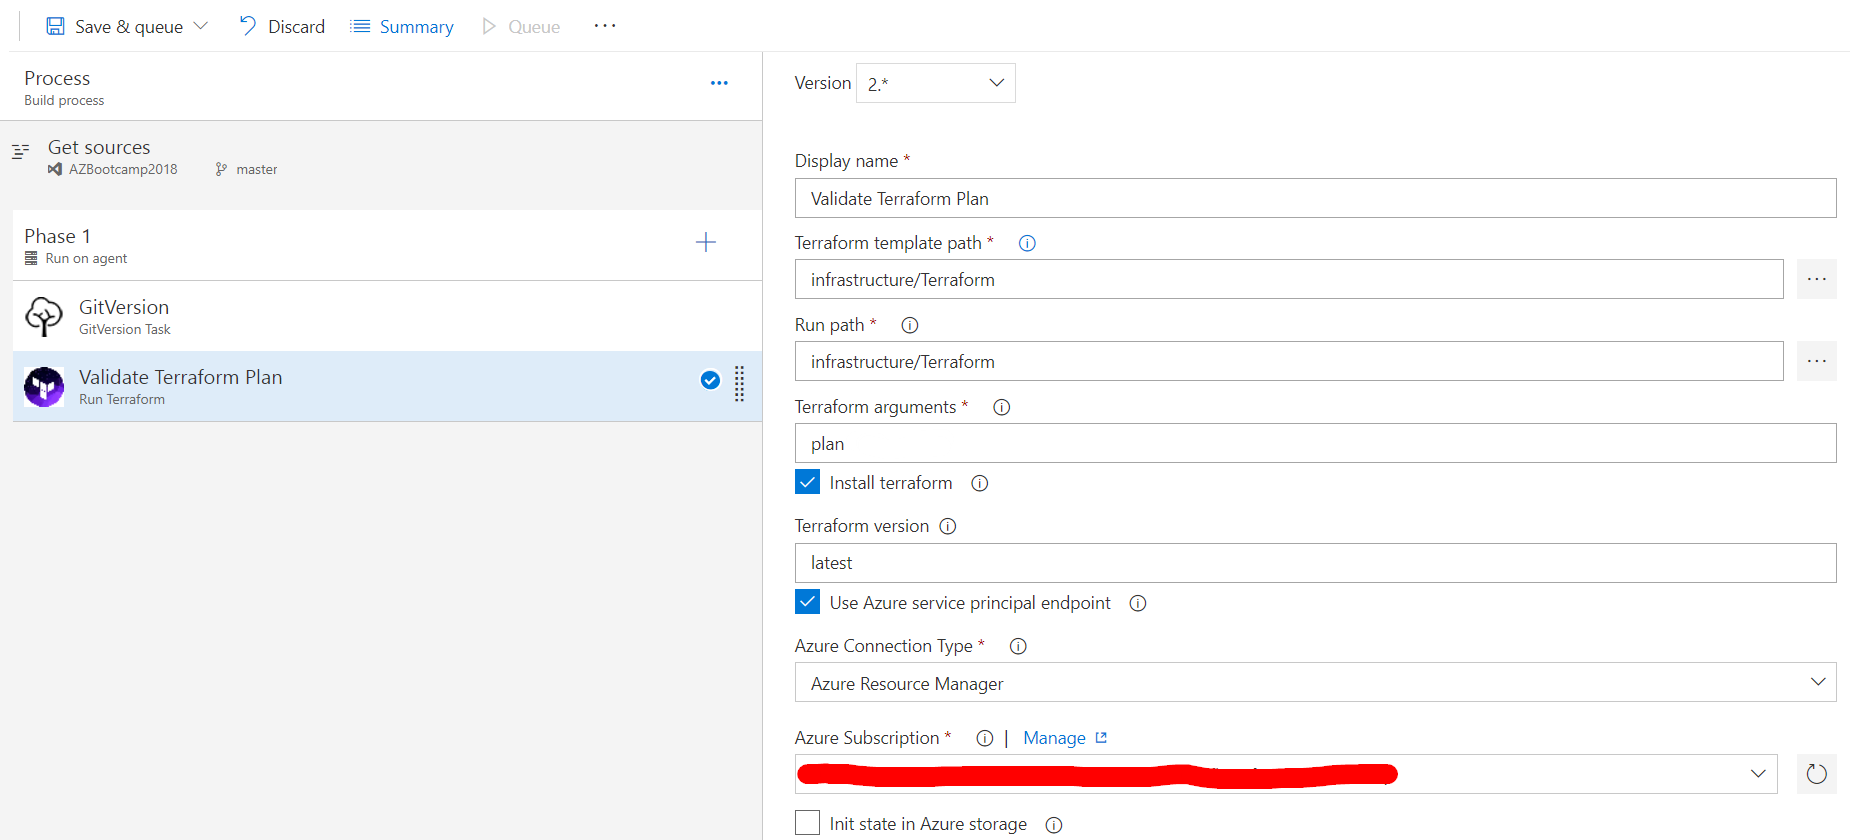 Save & queue Discard Summary Queue ...
Process ...
Build process
Get sources
AZBootcamp2018 master
Phase 1
Run on agent
GitVersion
GitVersion Task
Validate Terraform Plan
Run Terraform
Version 2.*
Display name *
Validate Terraform Plan
Terraform template path *
infrastructure/Terraform ...
Run path *
infrastructure/Terraform ...
Terraform arguments *
plan
Install terraform
Terraform version
latest
Use Azure service principal endpoint
Azure Connection Type *
Azure Resource Manager
Azure Subscription * | Manage
Init state in Azure storage